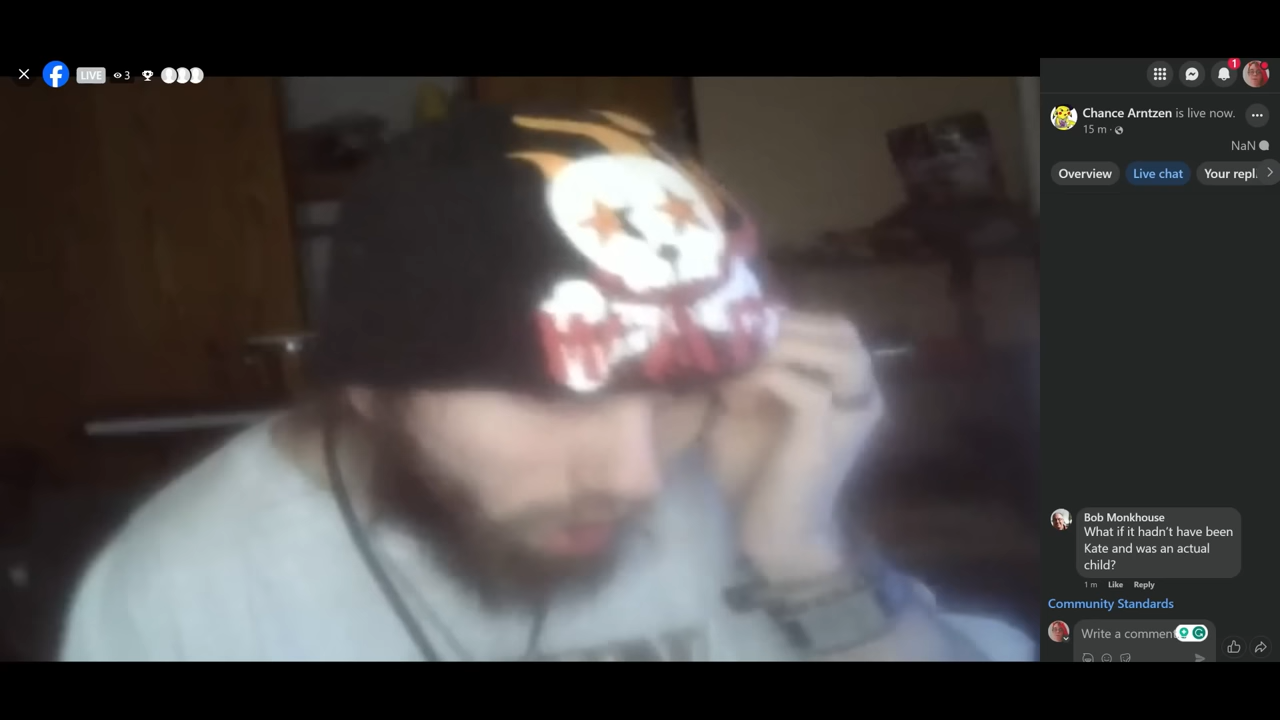 LIVE 3
1
Chance Arntzen is live now.
15 m
NaN
Overview Live chat Your repl.
Bob Monkhouse
What if it hadn't have been
Kate and was an actual
child?
1 m Like Reply
Community Standards
Write a comment